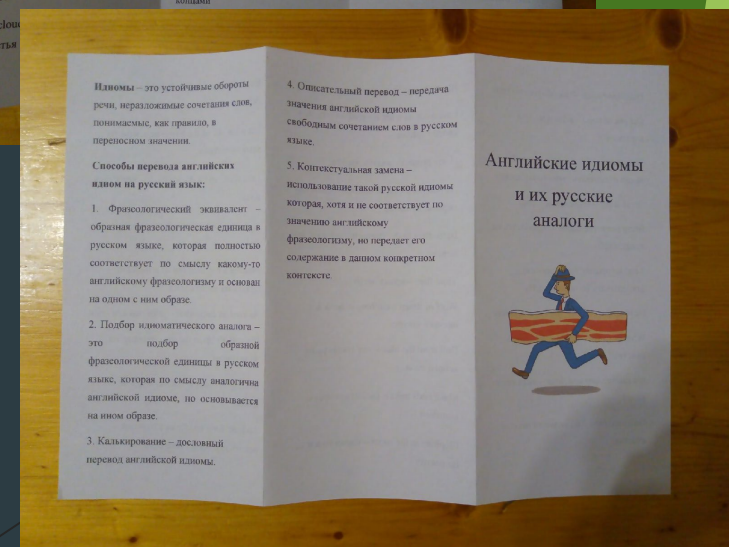 концами
cloud
стья
Идиомы – это устойчивые обороты
речи, неразложимые сочетания слов,
понимаемые, как правило, в
переносном значении.
Способы перевода английских
идиом на русский язык:
1. Фразеологический эквивалент –
образная фразеологическая единица в
русском языке, которая полностью
соответствует по смыслу какому-то
английскому фразеологизму и основан
на одном с ним образе.
2. Подбор идиоматического аналога –
это подбор образной
фразеологической единицы в русском
языке, которая по смыслу аналогична
английской идиоме, но основывается
на ином образе.
3. Калькирование – дословный
перевод английской идиомы.
4. Описательный перевод – передача
значения английской идиомы
свободным сочетанием слов в русском
языке.
5. Контекстуальная замена –
использование такой русской идиомы
которая, хотя и не соответствует по
значению английскому
фразеологизму, но передает его
содержание в данном конкретном
контексте.
Английские идиомы
и их русские
аналоги